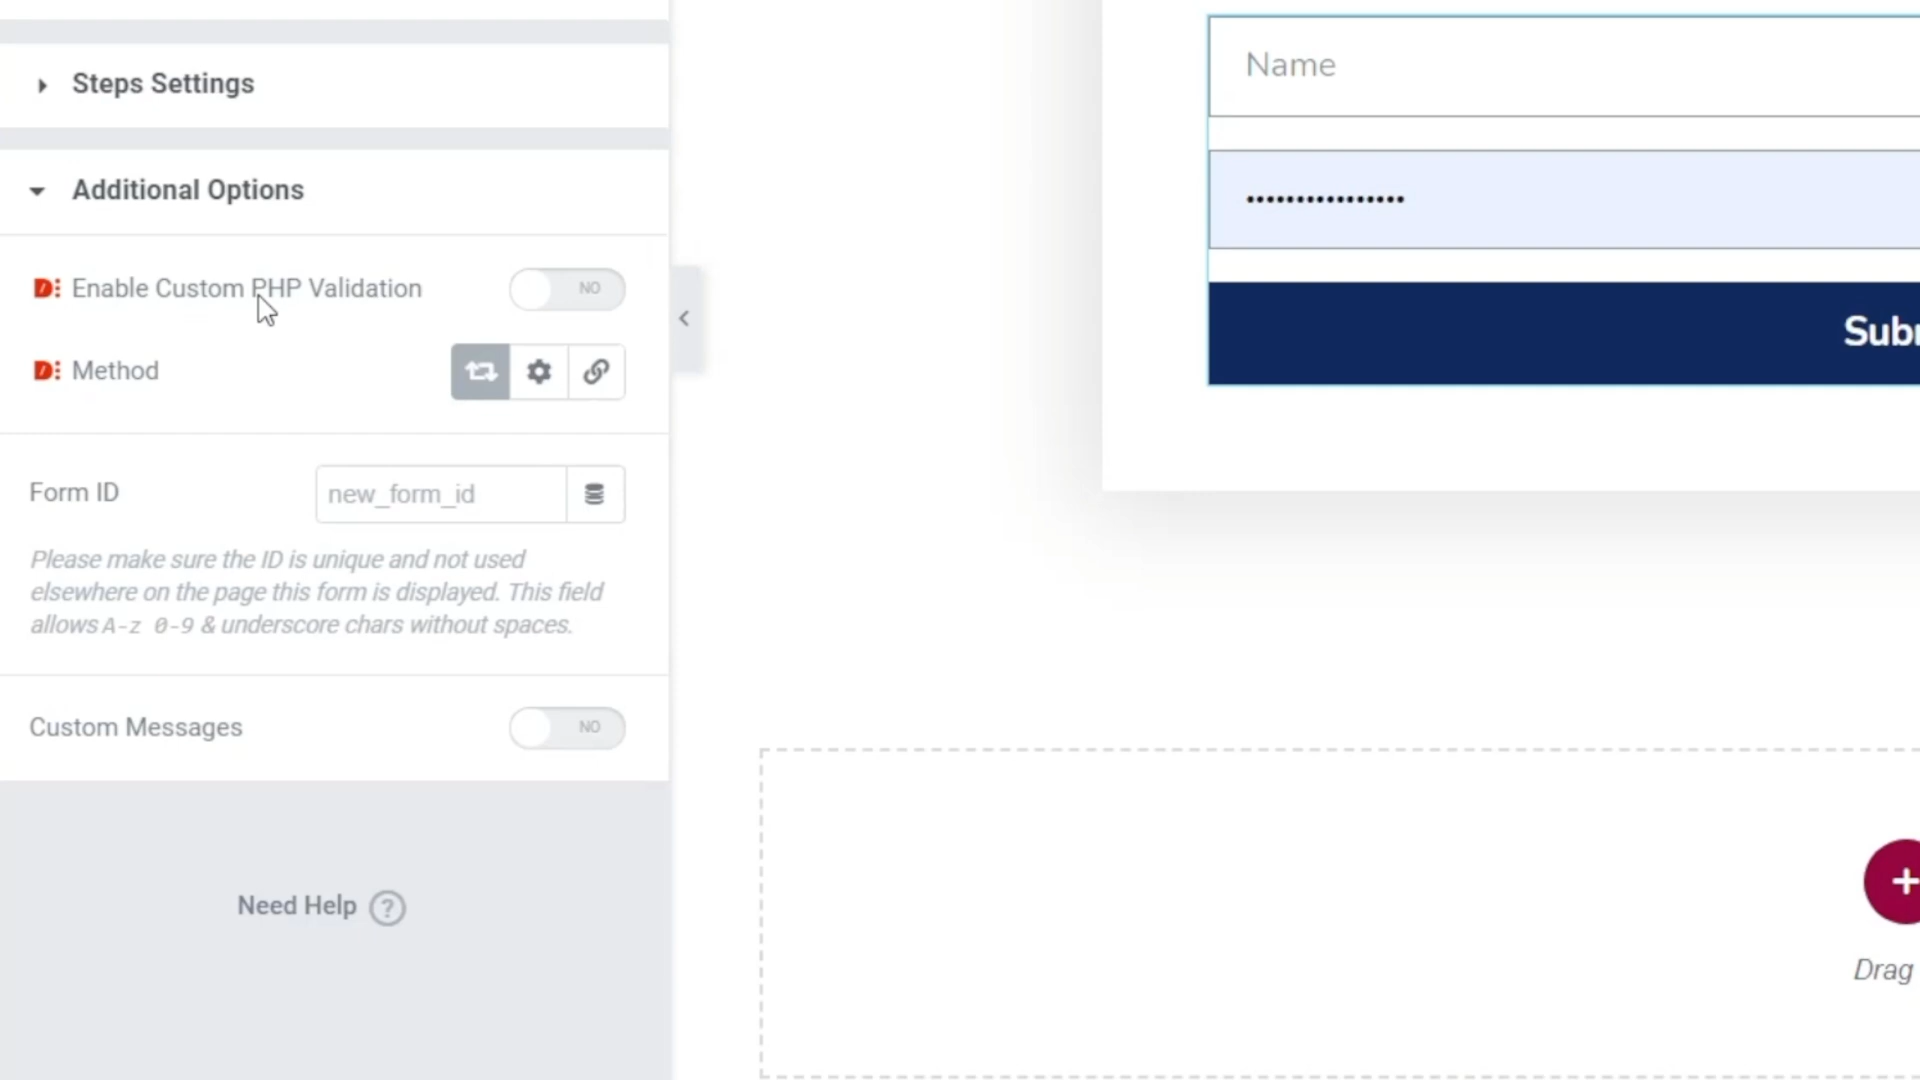 Steps Settings
Additional Options
Enable Custom PHP Validation
NO
Method
Form ID
new_form_id
Please make sure the ID is unique and not used
elsewhere on the page this form is displayed. This field
allows A-z 0-9 & underscore chars without spaces.
Custom Messages
NO
Need Help
?
Name
••••••••••••••••
+
Drag